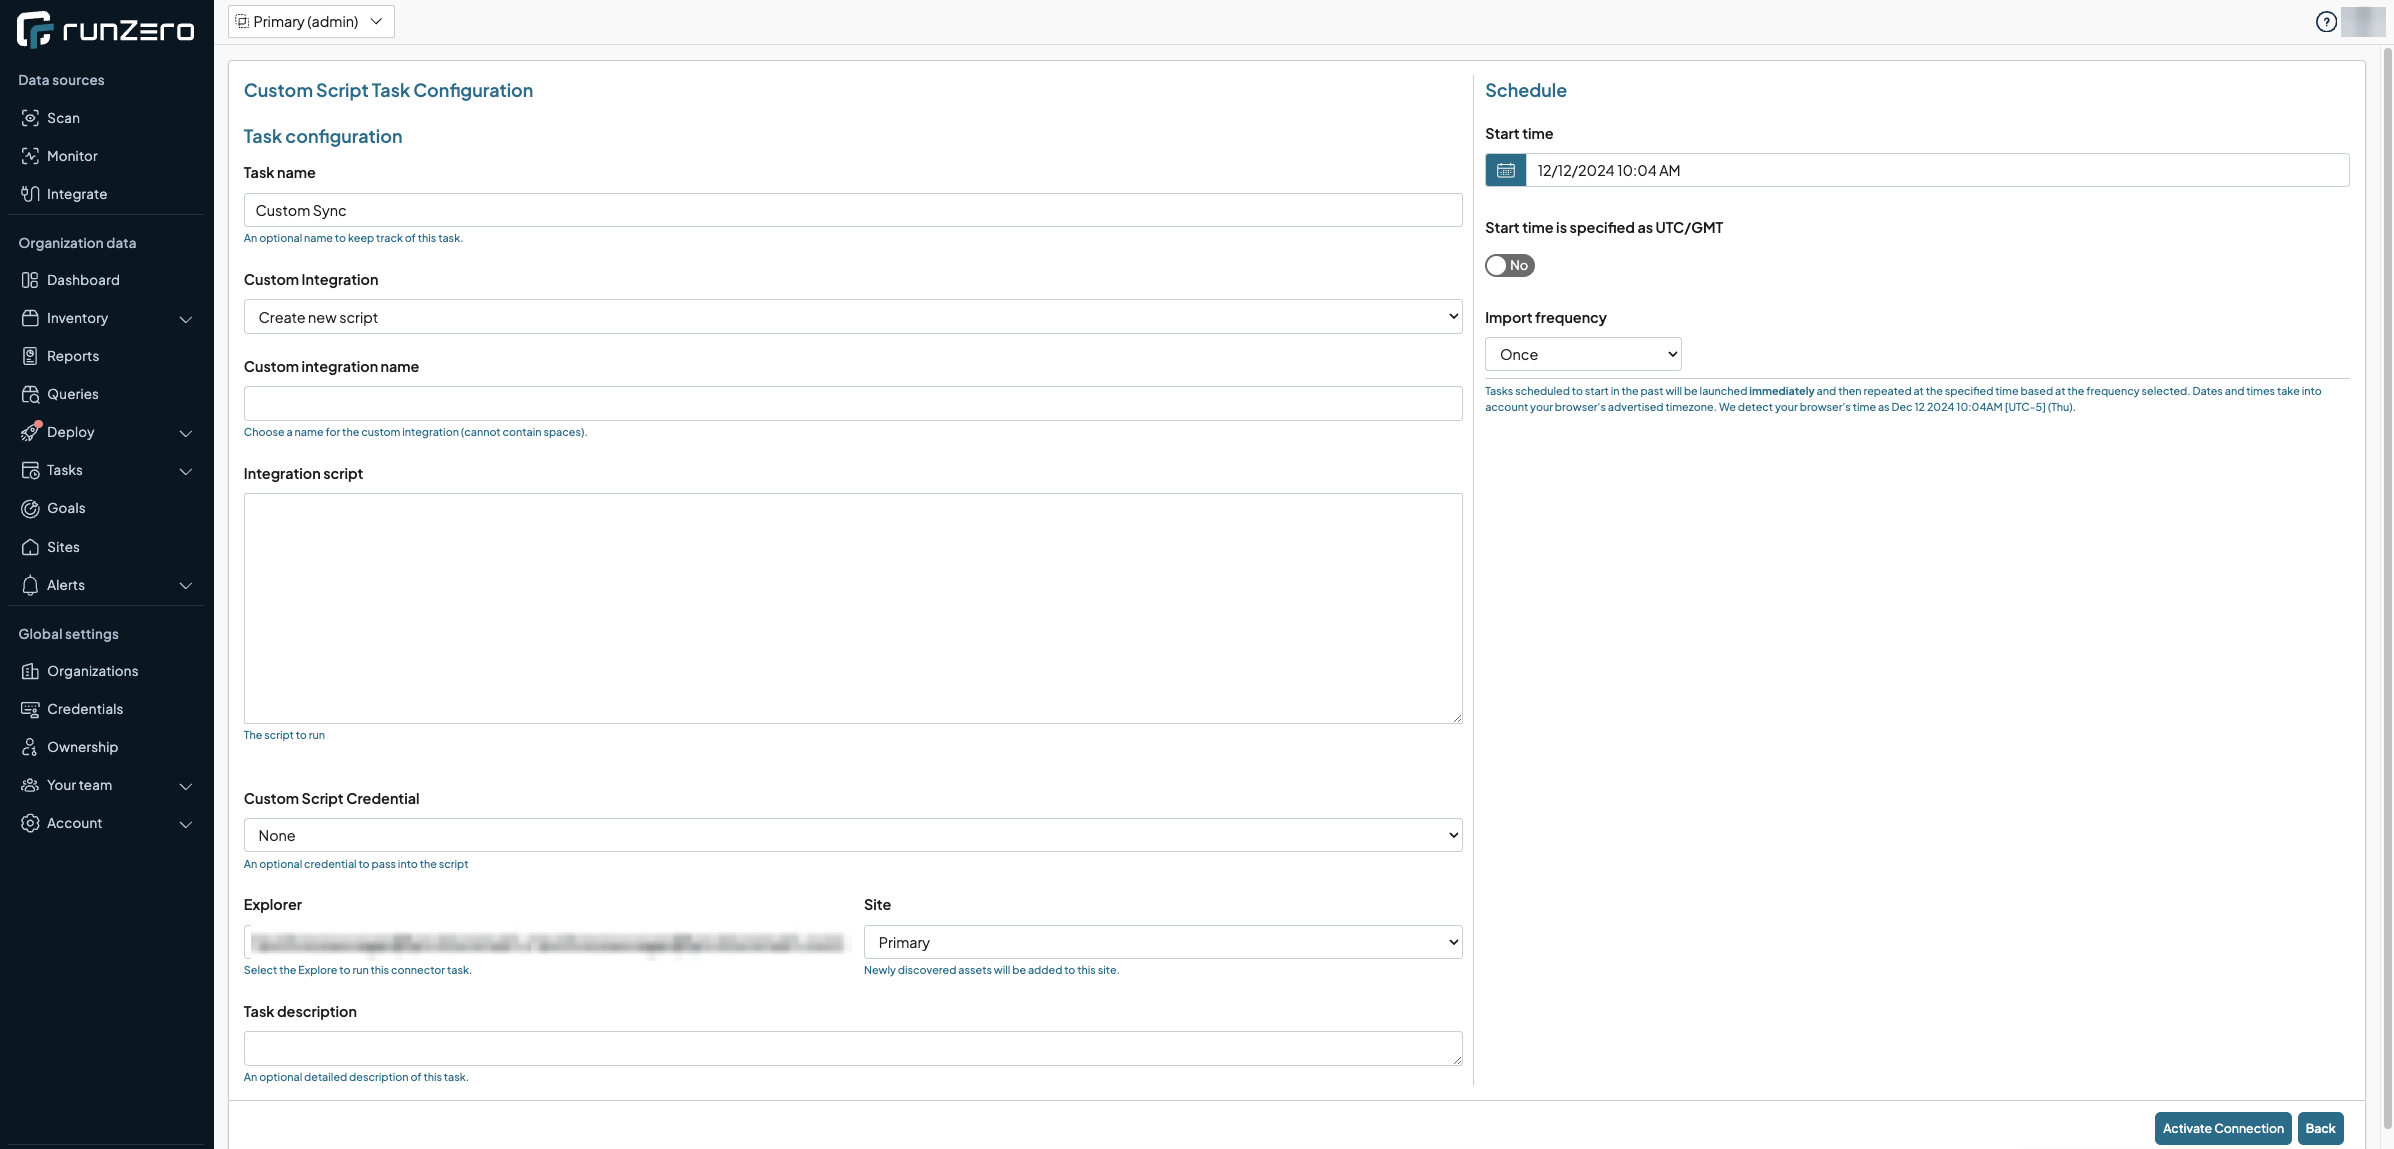 runZero
Data sources
Scan
Monitor
Integrate
Organization data
Dashboard
Inventory
Reports
Queries
Deploy
Tasks
Goals
Sites
Alerts
Global settings
Organizations
Credentials
Ownership
Your team
Account
Primary (admin)
?
Custom Script Task Configuration
Task configuration
Task name
Custom Sync
An optional name to keep track of this task.
Custom Integration
Create new script
Custom integration name
Choose a name for the custom integration (cannot contain spaces).
Integration script
The script to run
Custom Script Credential
None
An optional credential to pass into the script
Explorer
Select the Explore to run this connector task.
Site
Primary
Newly discovered assets will be added to this site.
Task description
An optional detailed description of this task.
Schedule
Start time
12/12/2024 10:04 AM
Start time is specified as UTC/GMT
No
Import frequency
Once
Tasks scheduled to start in the past will be launched immediately and then repeated at the specified time based at the frequency selected. Dates and times take into
account your browser's advertised timezone. We detect your browser's time as Dec 12 2024 10:04AM [UTC-5] (Thu).
Activate Connection
Back